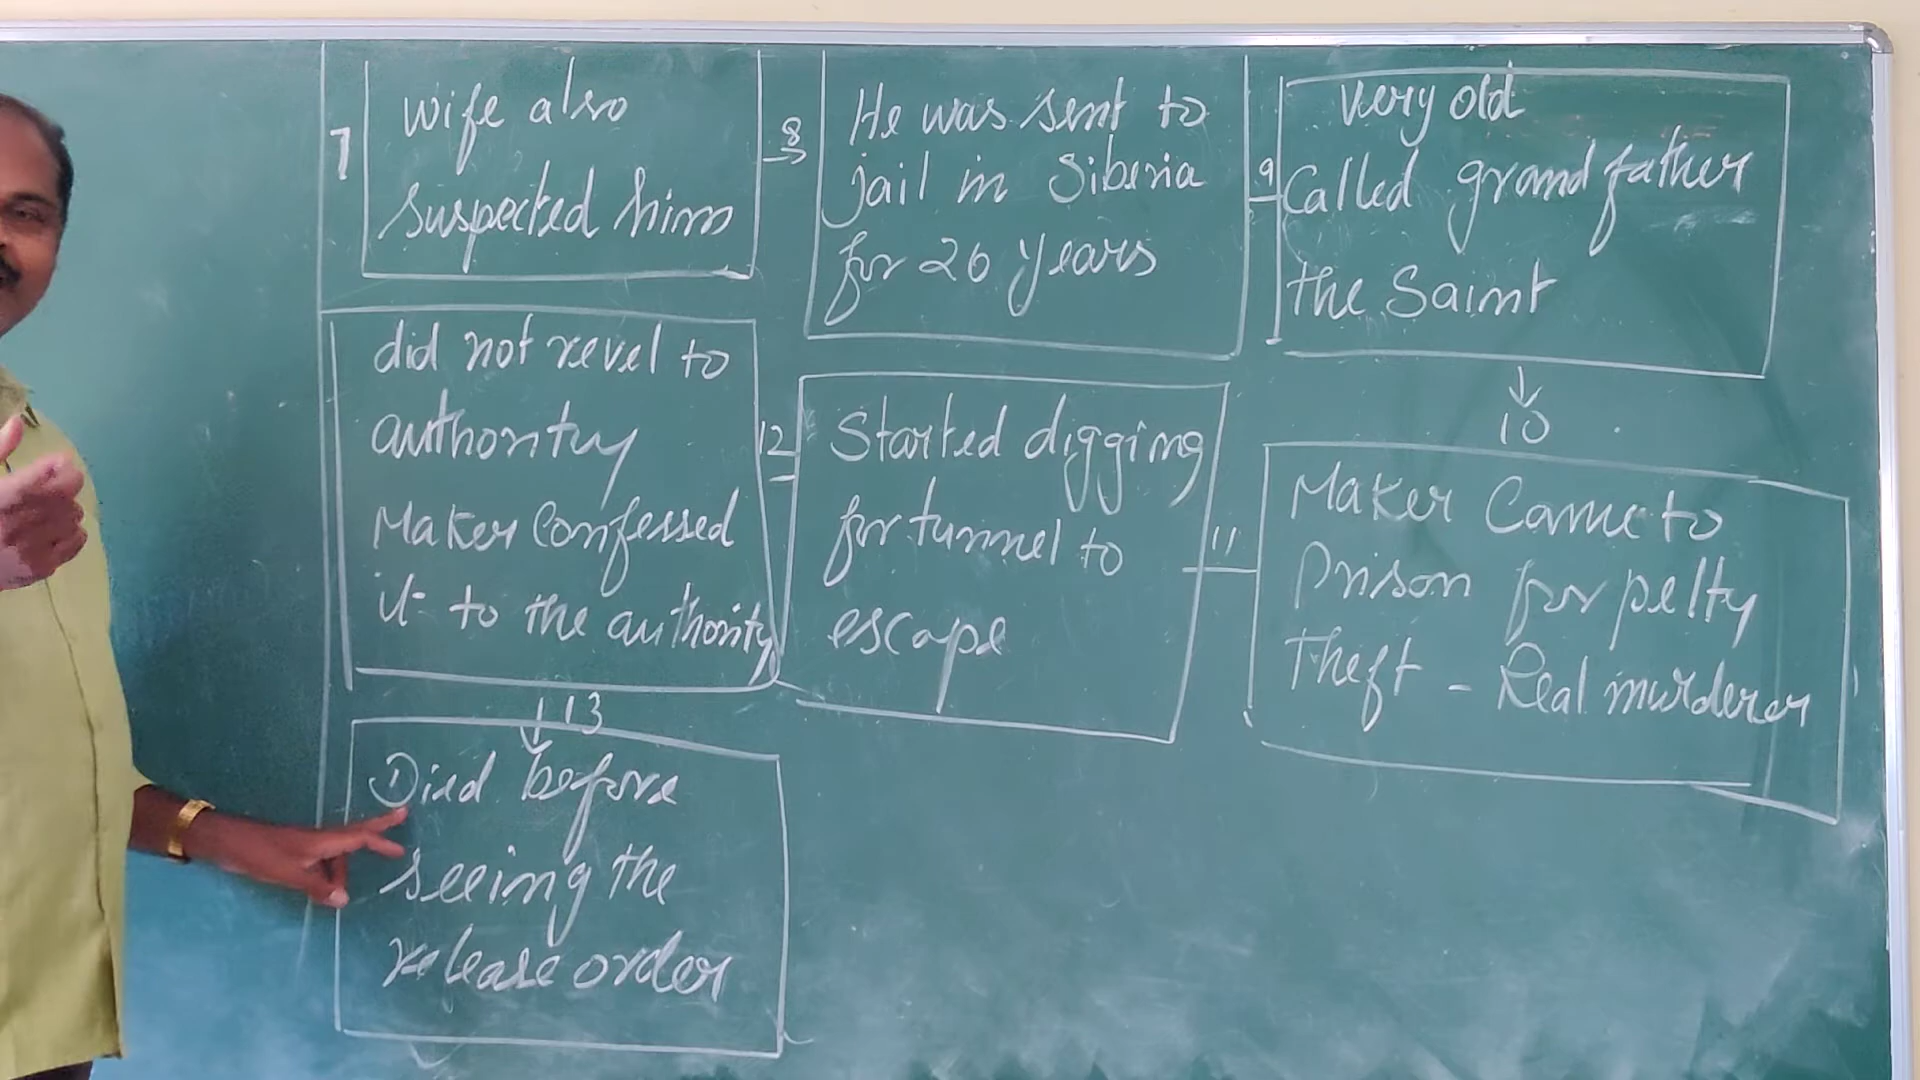 7
wife also
suspected him
8
He was sent to
jail in Siberia
for 26 years
9
very old
Called grand father
the Saint
10
Maker Came to
Prison for pelty
Theft - Real murderer
11
Started digging
for tunnel to
escape
12
did not revel to
authority
Maker Confessed
it to the authority
13
Died before
seeing the
release order